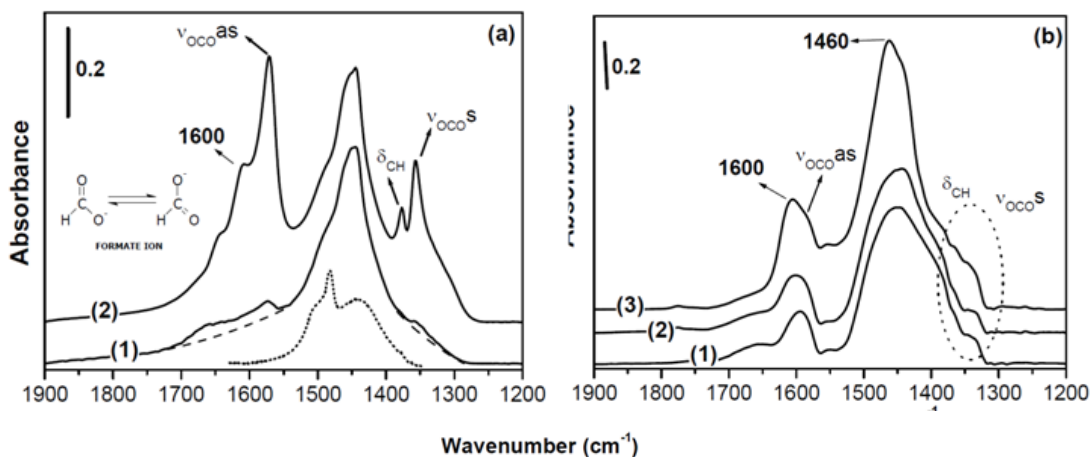 (a)
0.2
νOCOas
1600
νOCOs
δCH
H
O
O⁻
O⁻
H
O
FORMATE ION
(2)
(1)
Absorbance
1900 1800 1700 1600 1500 1400 1300 1200
(b)
0.2
1460
νOCOas
1600
δCH
νOCOs
(3)
(2)
(1)
1900 1800 1700 1600 1500 1400 1300 1200
Wavenumber (cm⁻¹)